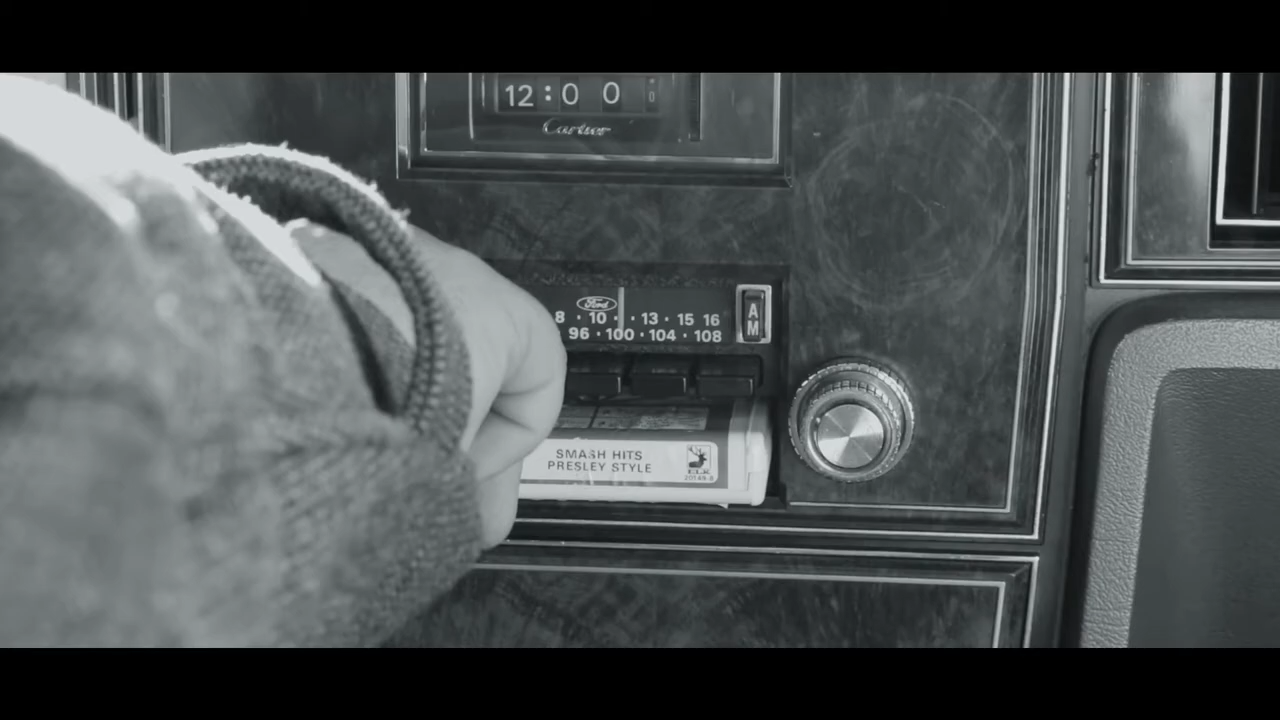 12:00
Cartier
Ford
8 · 10 · 13 · 15 16
96 · 100 · 104 · 108
AM
SMASH HITS
PRESLEY STYLE
ELK